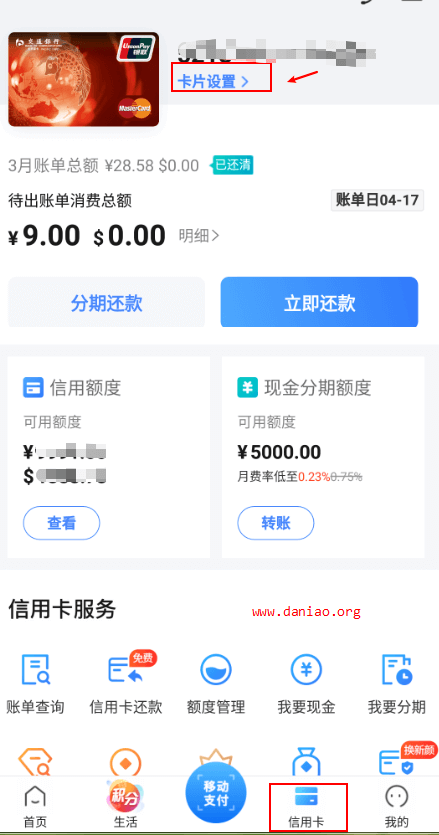 交通银行
UnionPay
银联
MasterCard
卡片设置 >
3月账单总额 ¥28.58 $0.00 已还清
待出账单消费总额 账单日04-17
¥9.00 $0.00 明细>
分期还款 立即还款
信用额度 现金分期额度
可用额度 可用额度
¥ ¥5000.00
$ 月费率低至0.23%0.75%
查看 转账
信用卡服务
www.daniao.org
免费
账单查询 信用卡还款 额度管理 我要现金 我要分期
换新颜
积分 移动
支付
首页 生活 信用卡 我的